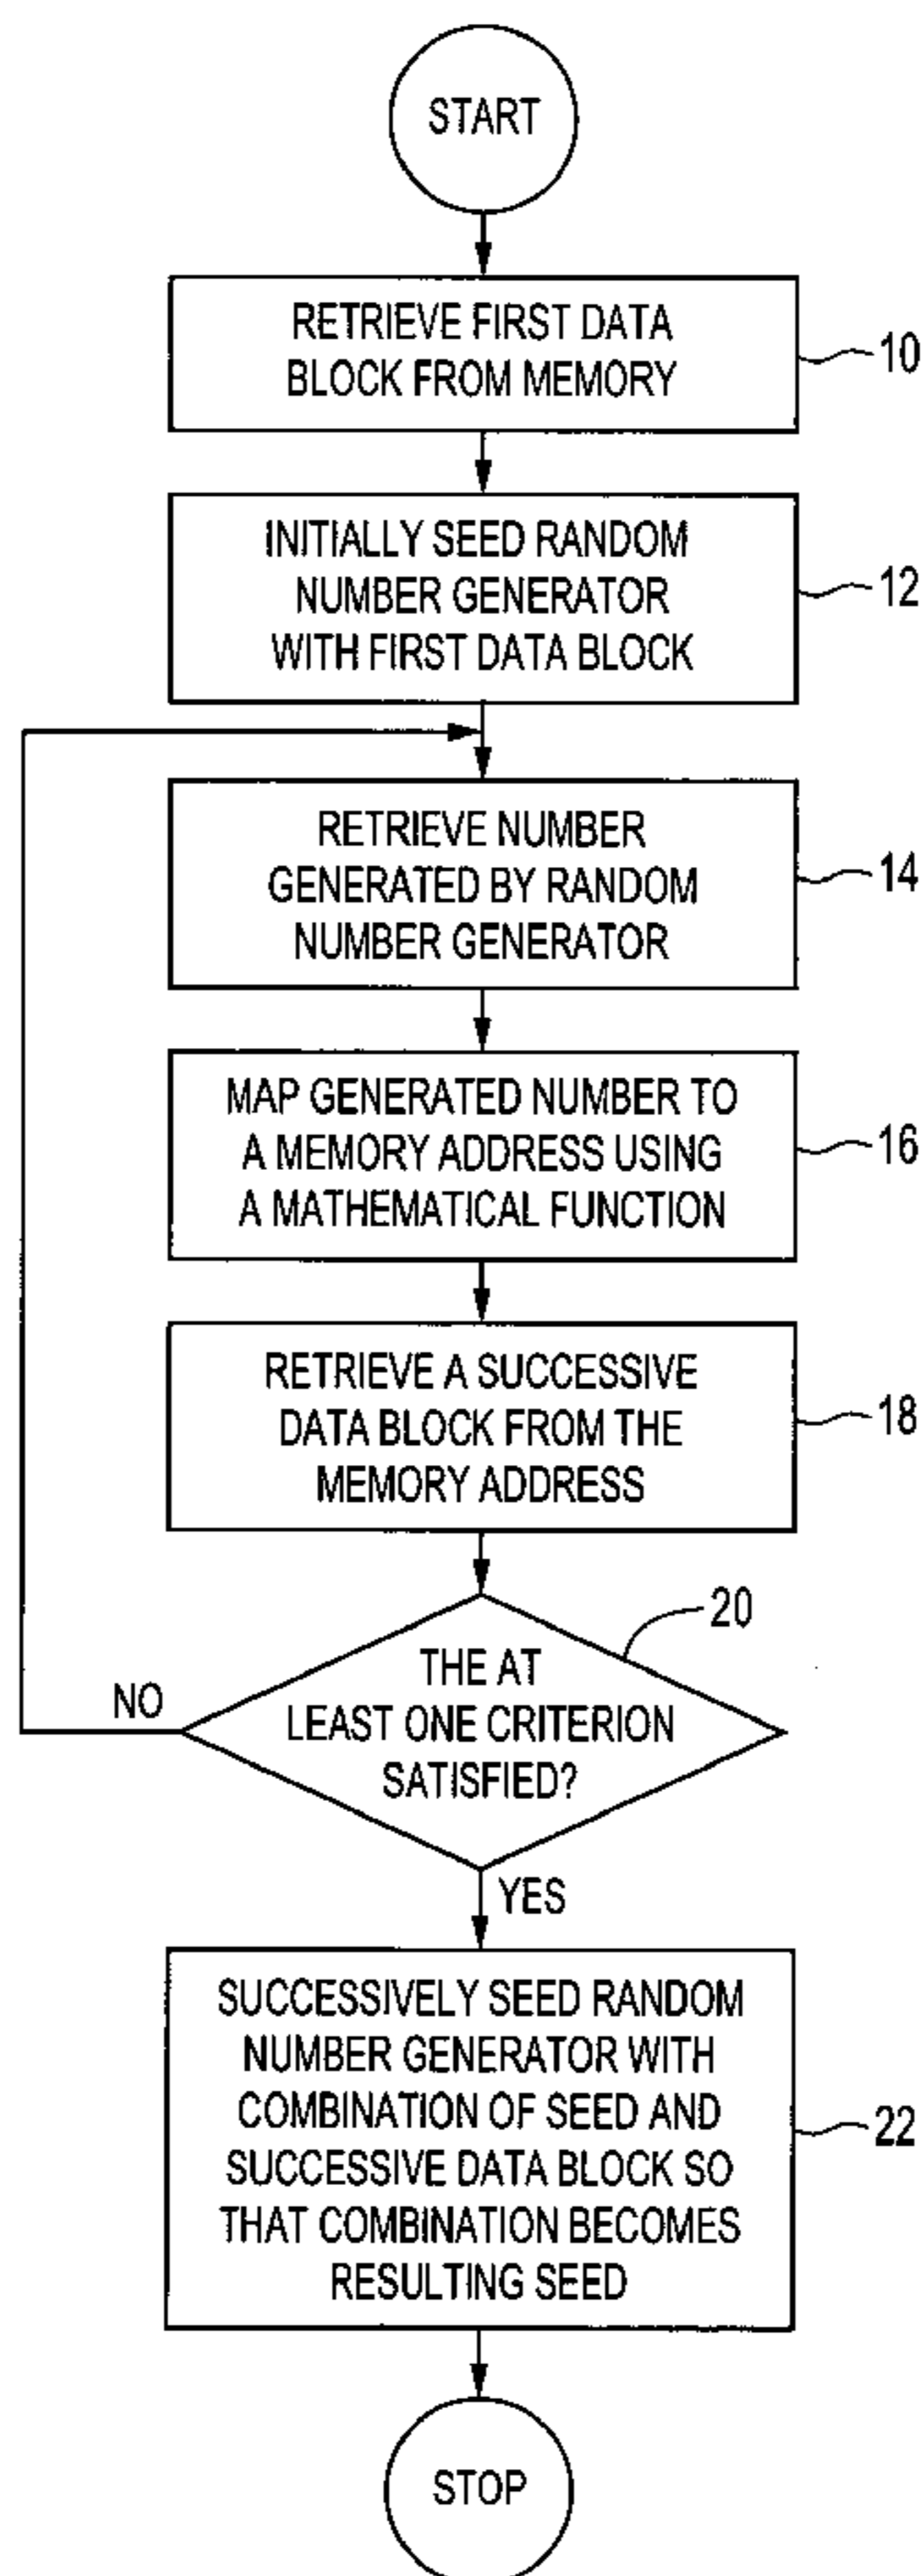 START
RETRIEVE FIRST DATA
BLOCK FROM MEMORY
10
INITIALLY SEED RANDOM
NUMBER GENERATOR
WITH FIRST DATA BLOCK
12
RETRIEVE NUMBER
GENERATED BY RANDOM
NUMBER GENERATOR
14
MAP GENERATED NUMBER TO
A MEMORY ADDRESS USING
A MATHEMATICAL FUNCTION
16
RETRIEVE A SUCCESSIVE
DATA BLOCK FROM THE
MEMORY ADDRESS
18
20
THE AT
LEAST ONE CRITERION
SATISFIED?
NO
YES
SUCCESSIVELY SEED RANDOM
NUMBER GENERATOR WITH
COMBINATION OF SEED AND
SUCCESSIVE DATA BLOCK SO
THAT COMBINATION BECOMES
RESULTING SEED
22
STOP